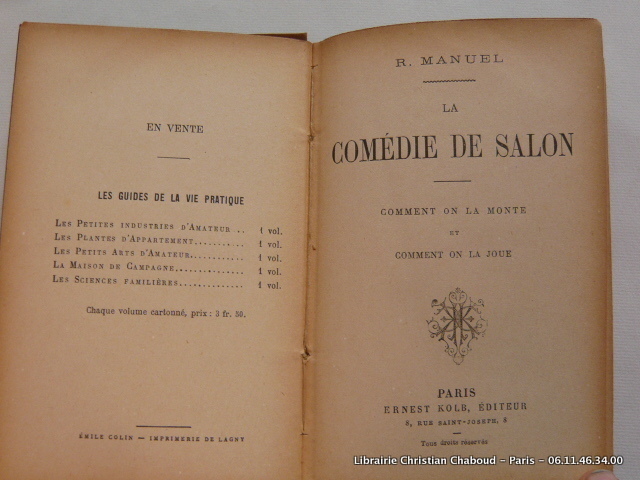 EN VENTE
LES GUIDES DE LA VIE PRATIQUE
LES PETITES INDUSTRIES D'AMATEUR .. 1 vol.
LES PLANTES D'APPARTEMENT........... 1 vol.
LES PETITS ARTS D'AMATEUR............ 1 vol.
LA MAISON DE CAMPAGNE............... 1 vol.
LES SCIENCES FAMILIÈRES.............. 1 vol.
Chaque volume cartonné, prix : 3 fr. 50.
ÉMILE COLIN — IMPRIMERIE DE LAGNY
R. MANUEL
LA
COMÉDIE DE SALON
COMMENT ON LA MONTE
ET
COMMENT ON LA JOUE
PARIS
ERNEST KOLB, ÉDITEUR
8, RUE SAINT-JOSEPH, 8
Tous droits réservés
Librairie Christian Chaboud – Paris – 06.11.46.34.00